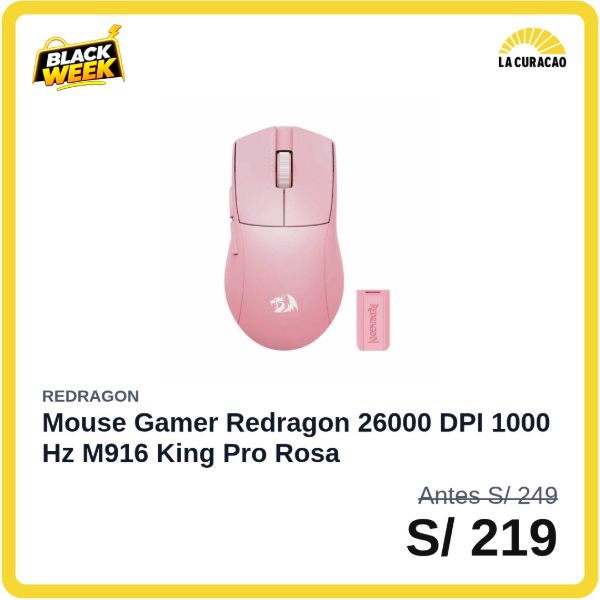 BLACK
WEEK
LA CURACAO
REDRAGON
REDRAGON
Mouse Gamer Redragon 26000 DPI 1000
Hz M916 King Pro Rosa
Antes S/ 249
S/ 219